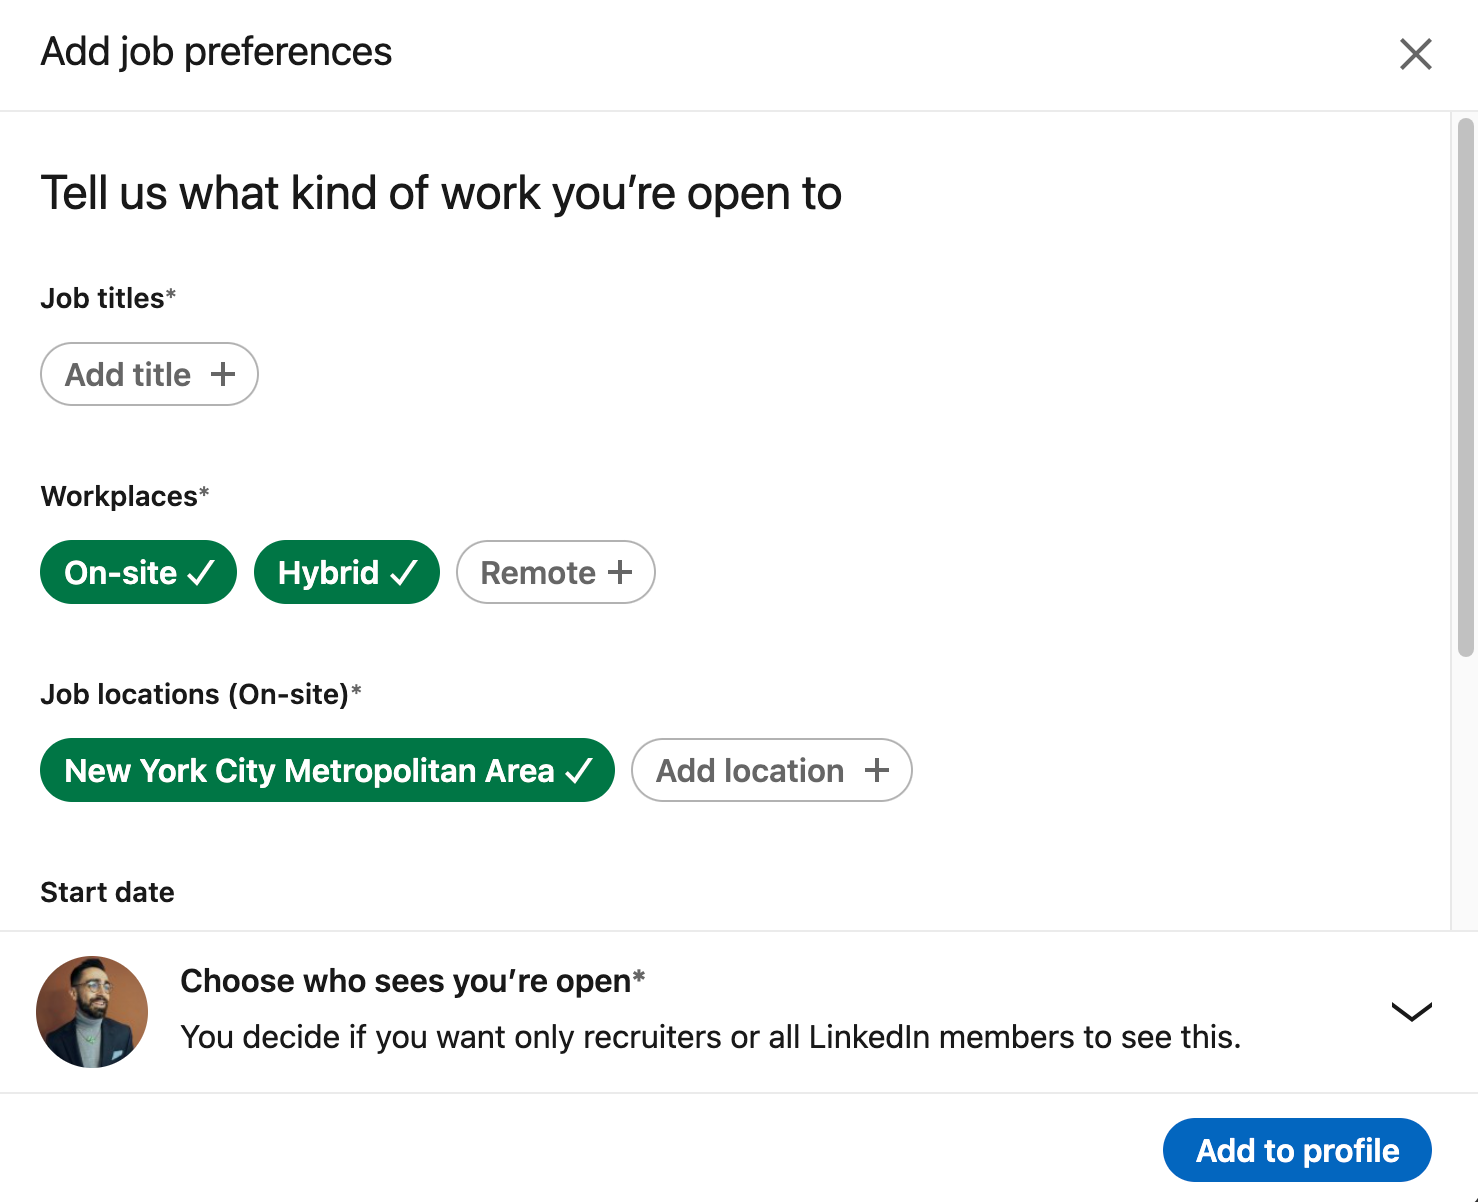 Add job preferences
Tell us what kind of work you’re open to
Job titles*
Add title +
Workplaces*
On-site ✓ Hybrid ✓ Remote +
Job locations (On-site)*
New York City Metropolitan Area ✓ Add location +
Start date
Choose who sees you’re open*
You decide if you want only recruiters or all LinkedIn members to see this.
Add to profile